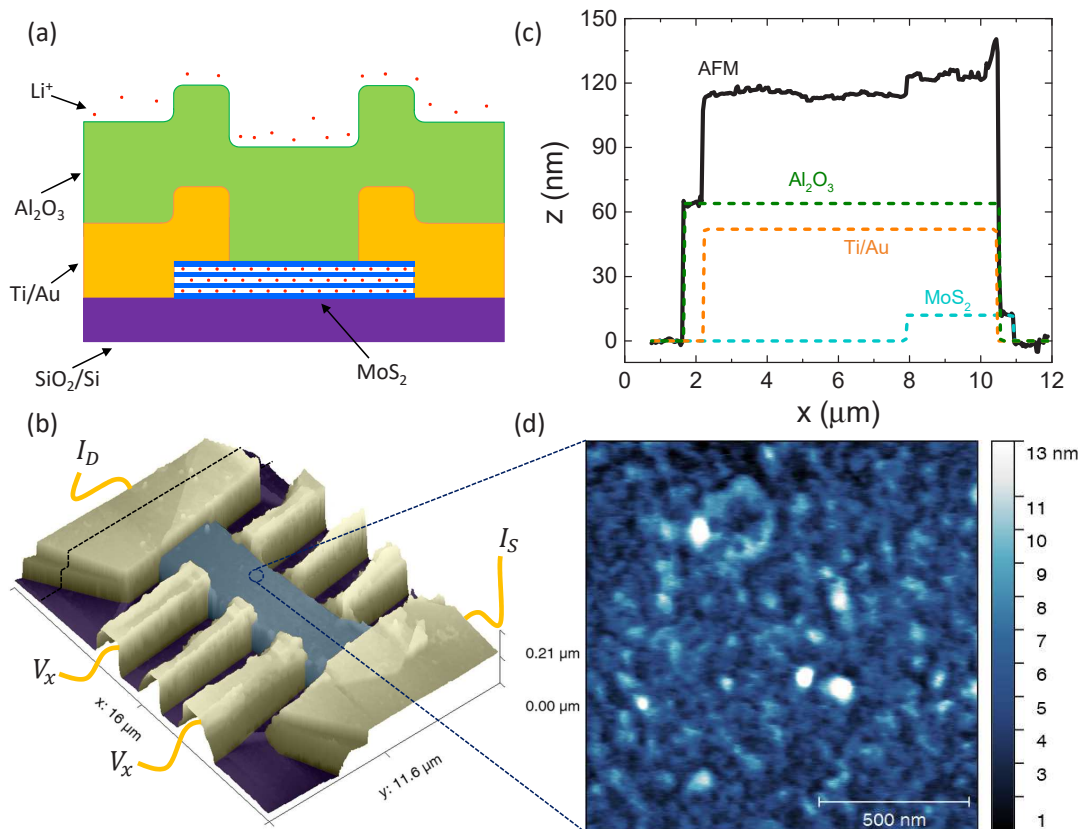 (a)
Li⁺
Al₂O₃
Ti/Au
SiO₂/Si
MoS₂
(c)
150
120
90
60
30
0
z (nm)
AFM
Al₂O₃
Ti/Au
MoS₂
0
2
4
6
8
10
12
x (μm)
(b)
I_D
I_S
V_x
V_x
x: 16 μm
y: 11.6 μm
0.21 μm
0.00 μm
(d)
500 nm
13 nm
11
10
9
8
7
6
4
3
1